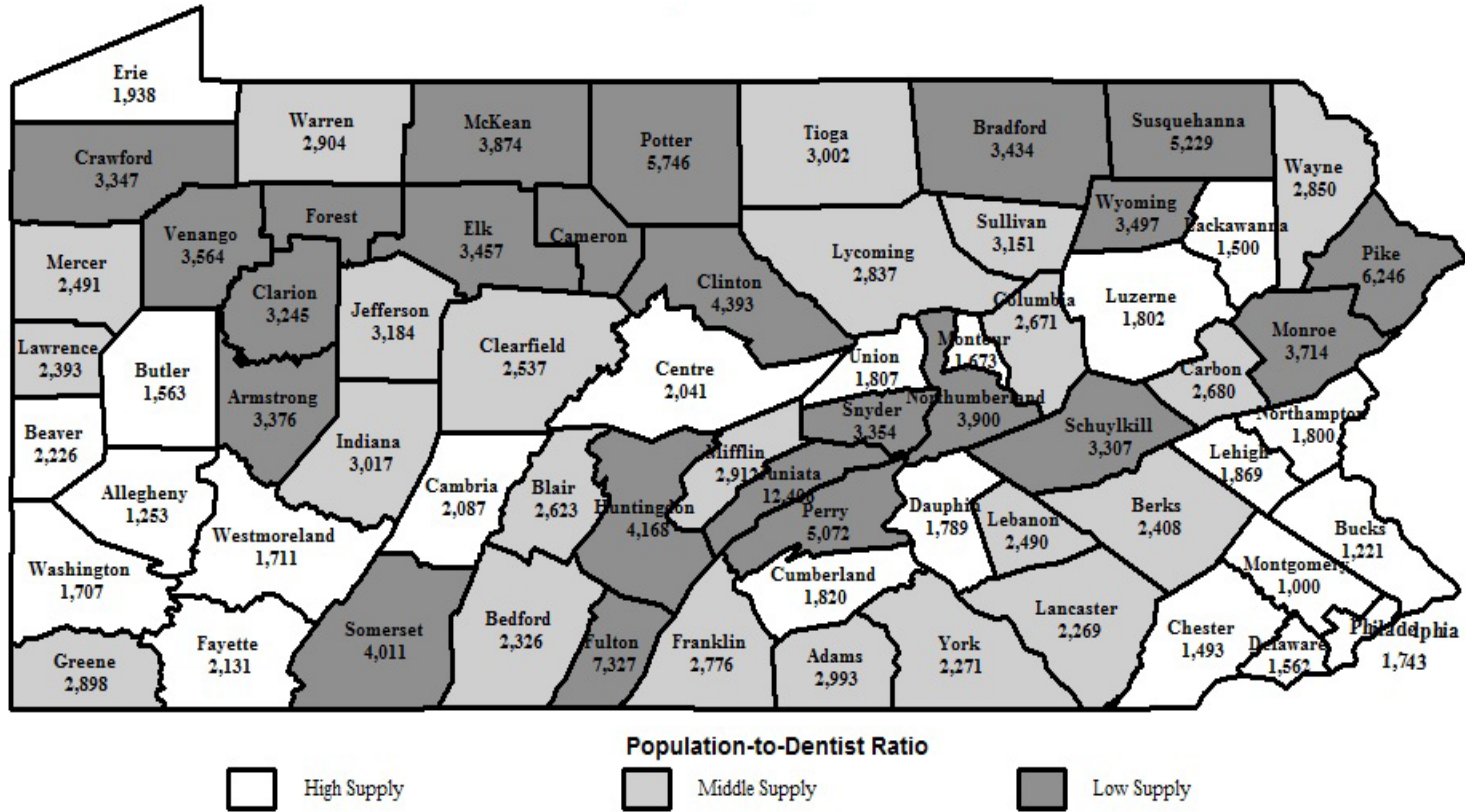 Erie
1,938
Warren
2,904
McKean
3,874
Potter
5,746
Tioga
3,002
Bradford
3,434
Susquehanna
5,229
Wayne
2,850
Crawford
3,347
Venango
3,564
Forest
Elk
3,457
Cameron
Clinton
4,393
Lycoming
2,837
Sullivan
3,151
Wyoming
3,497
Lackawanna
1,500
Pike
6,246
Mercer
2,491
Clarion
3,245
Jefferson
3,184
Clearfield
2,537
Centre
2,041
Union
1,807
Montour
1,673
Columbia
2,671
Luzerne
1,802
Monroe
3,714
Carbon
2,680
Lawrence
2,393
Butler
1,563
Armstrong
3,376
Indiana
3,017
Snyder
3,354
Northumberland
3,900
Schuylkill
3,307
Northampton
1,800
Lehigh
1,869
Beaver
2,226
Allegheny
1,253
Westmoreland
1,711
Cambria
2,087
Blair
2,623
Huntingdon
4,168
Mifflin
2,912
Juniata
Perry
5,072
Dauphin
1,789
Lebanon
2,490
Berks
2,408
Bucks
1,221
Montgomery
1,000
Washington
1,707
Greene
2,898
Fayette
2,131
Somerset
4,011
Bedford
2,326
Fulton
7,327
Franklin
2,776
Cumberland
1,820
Adams
2,993
York
2,271
Lancaster
2,269
Chester
1,493
Delaware
1,562
Philadelphia
1,743
Population-to-Dentist Ratio
High Supply
Middle Supply
Low Supply